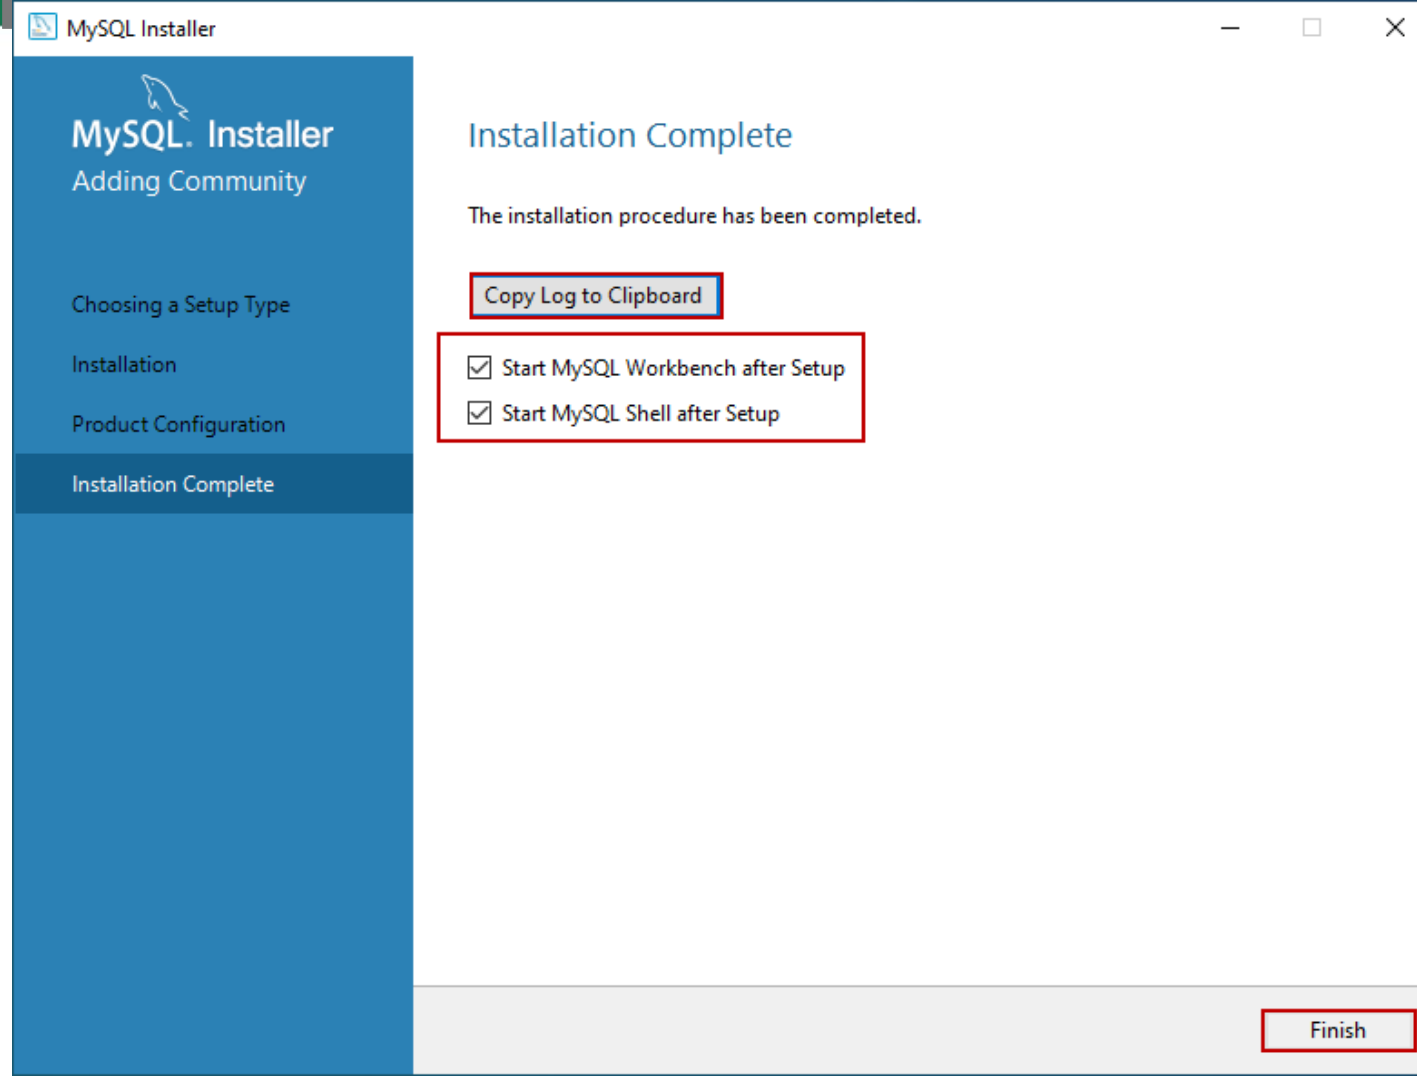 MySQL Installer
MySQL. Installer
Adding Community
Choosing a Setup Type
Installation
Product Configuration
Installation Complete
Installation Complete
The installation procedure has been completed.
Copy Log to Clipboard
Start MySQL Workbench after Setup
Start MySQL Shell after Setup
Finish